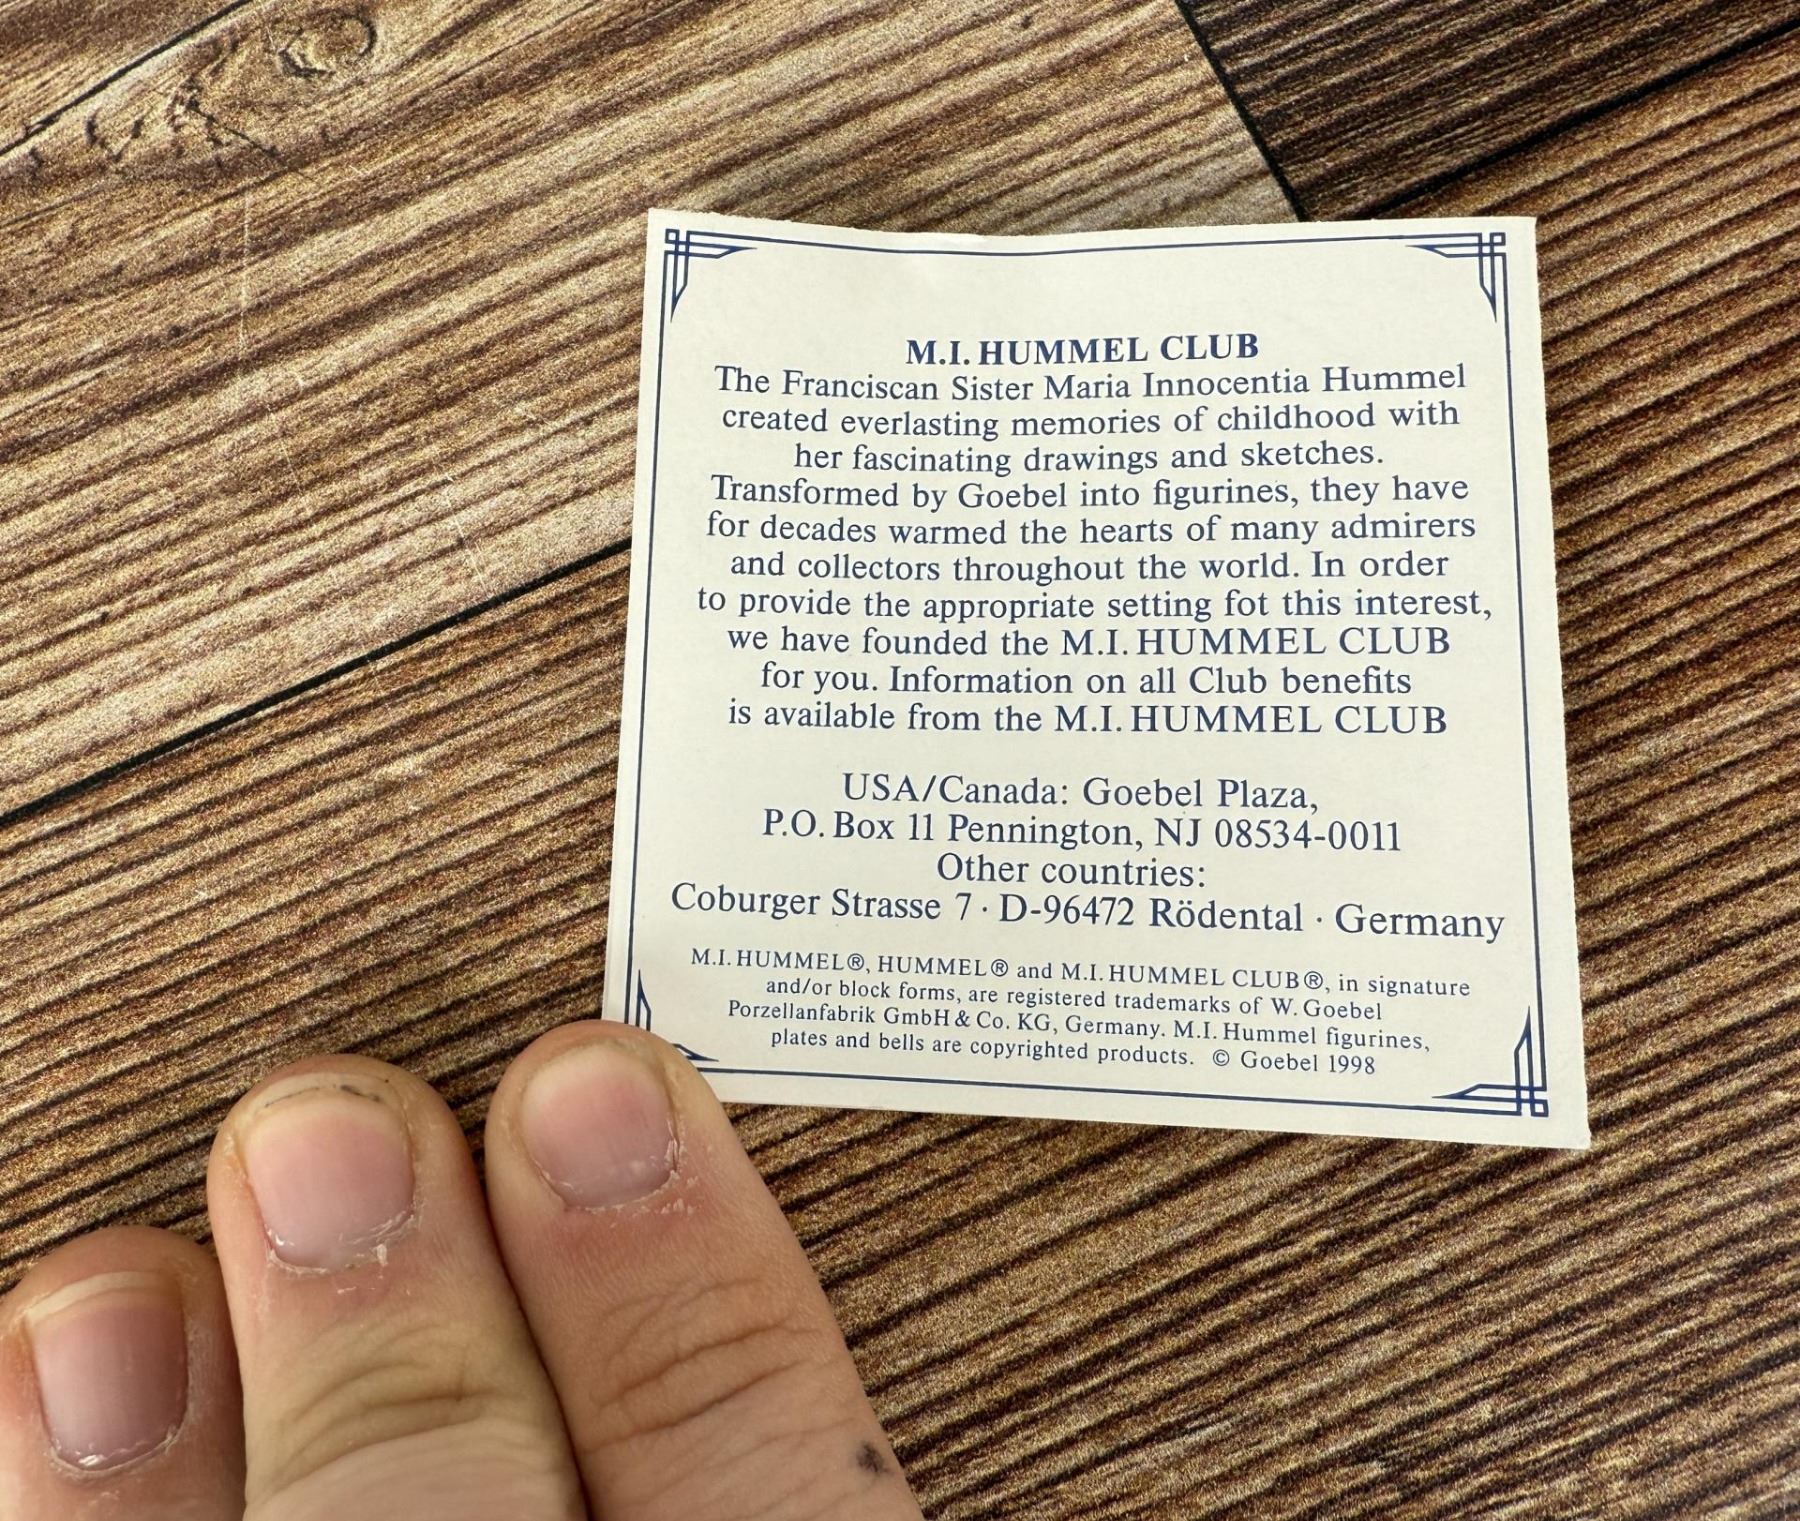 M.I. HUMMEL CLUB
The Franciscan Sister Maria Innocentia Hummel
created everlasting memories of childhood with
her fascinating drawings and sketches.
Transformed by Goebel into figurines, they have
for decades warmed the hearts of many admirers
and collectors throughout the world. In order
to provide the appropriate setting fot this interest,
we have founded the M.I. HUMMEL CLUB
for you. Information on all Club benefits
is available from the M.I. HUMMEL CLUB
USA/Canada: Goebel Plaza,
P.O. Box 11 Pennington, NJ 08534-0011
Other countries:
Coburger Strasse 7 · D-96472 Rödental · Germany
M.I. HUMMEL®, HUMMEL® and M.I. HUMMEL CLUB®, in signature
and/or block forms, are registered trademarks of W. Goebel
Porzellanfabrik GmbH & Co. KG, Germany. M.I. Hummel figurines,
plates and bells are copyrighted products. © Goebel 1998